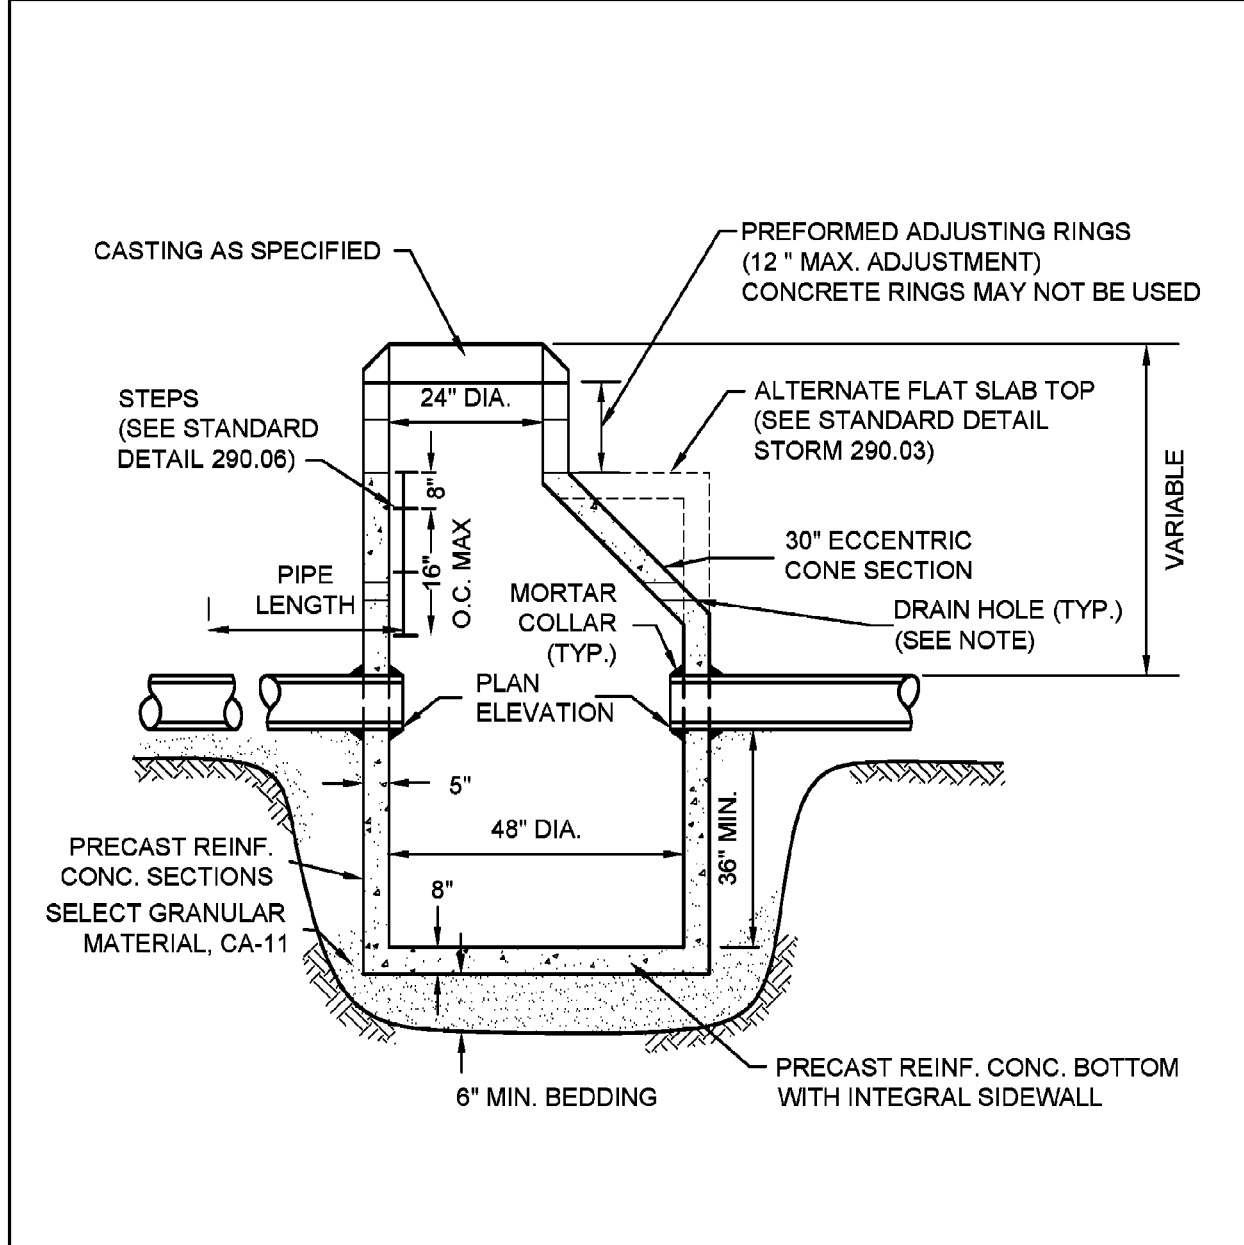 PREFORMED ADJUSTING RINGS
(12 " MAX. ADJUSTMENT)
CONCRETE RINGS MAY NOT BE USED
CASTING AS SPECIFIED
24" DIA.
STEPS
(SEE STANDARD
DETAIL 290.06)
ALTERNATE FLAT SLAB TOP
(SEE STANDARD DETAIL
STORM 290.03)
VARIABLE
8"
16"
O.C. MAX
30" ECCENTRIC
CONE SECTION
PIPE
LENGTH
MORTAR
COLLAR
(TYP.)
DRAIN HOLE (TYP.)
(SEE NOTE)
PLAN
ELEVATION
5"
48" DIA.
36" MIN.
PRECAST REINF.
CONC. SECTIONS
8"
SELECT GRANULAR
MATERIAL, CA-11
PRECAST REINF. CONC. BOTTOM
WITH INTEGRAL SIDEWALL
6" MIN. BEDDING